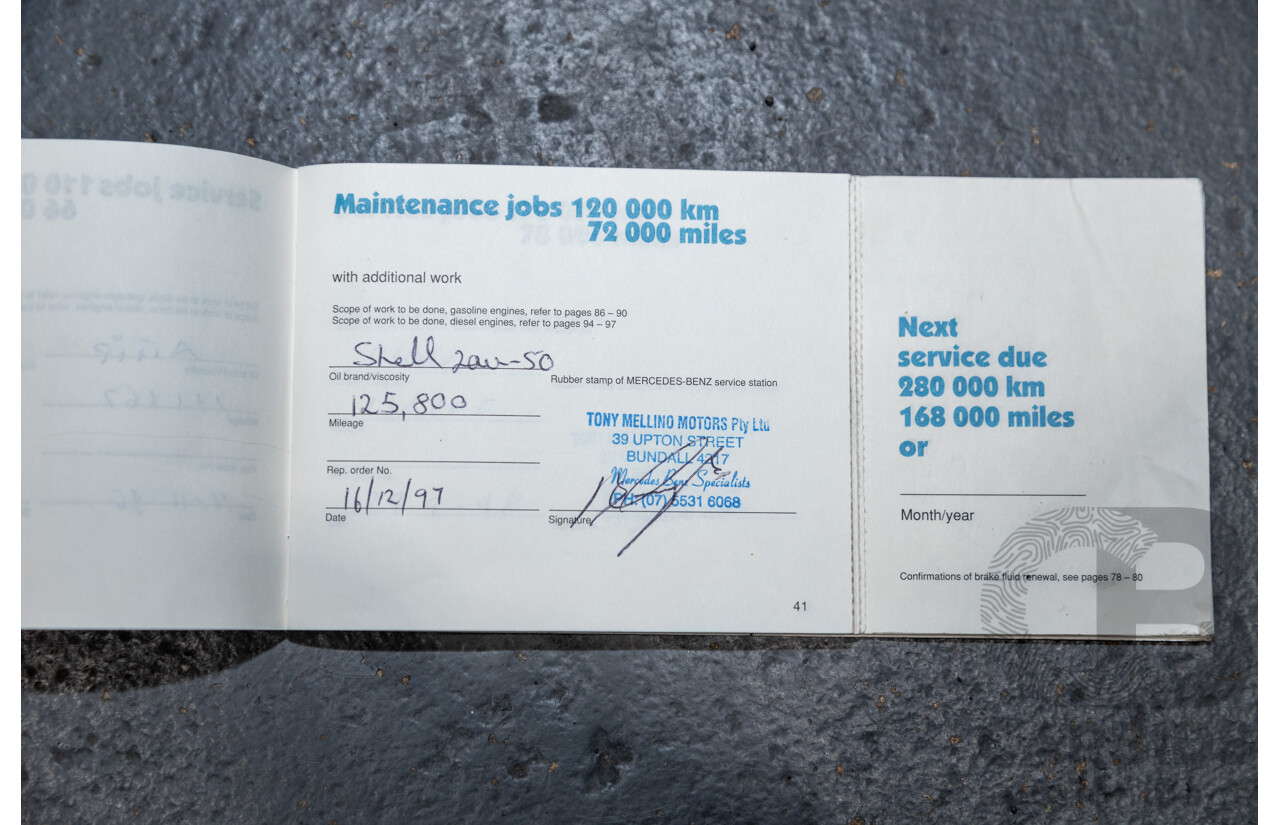 Maintenance jobs 120 000 km
72 000 miles
with additional work
Scope of work to be done, gasoline engines, refer to pages 86 – 90
Scope of work to be done, diesel engines, refer to pages 94 – 97
Shell 20W-50
Oil brand/viscosity
Rubber stamp of MERCEDES-BENZ service station
125,800
Mileage
TONY MELLINO MOTORS Pty Ltd
39 UPTON STREET
BUNDALL 4217
Mercedes Benz Specialists
PH: (07) 5531 6068
Rep. order No.
16/12/97
Date
Signature
41
Next
service due
280 000 km
168 000 miles
or
Month/year
Confirmations of brake fluid renewal, see pages 78 – 80